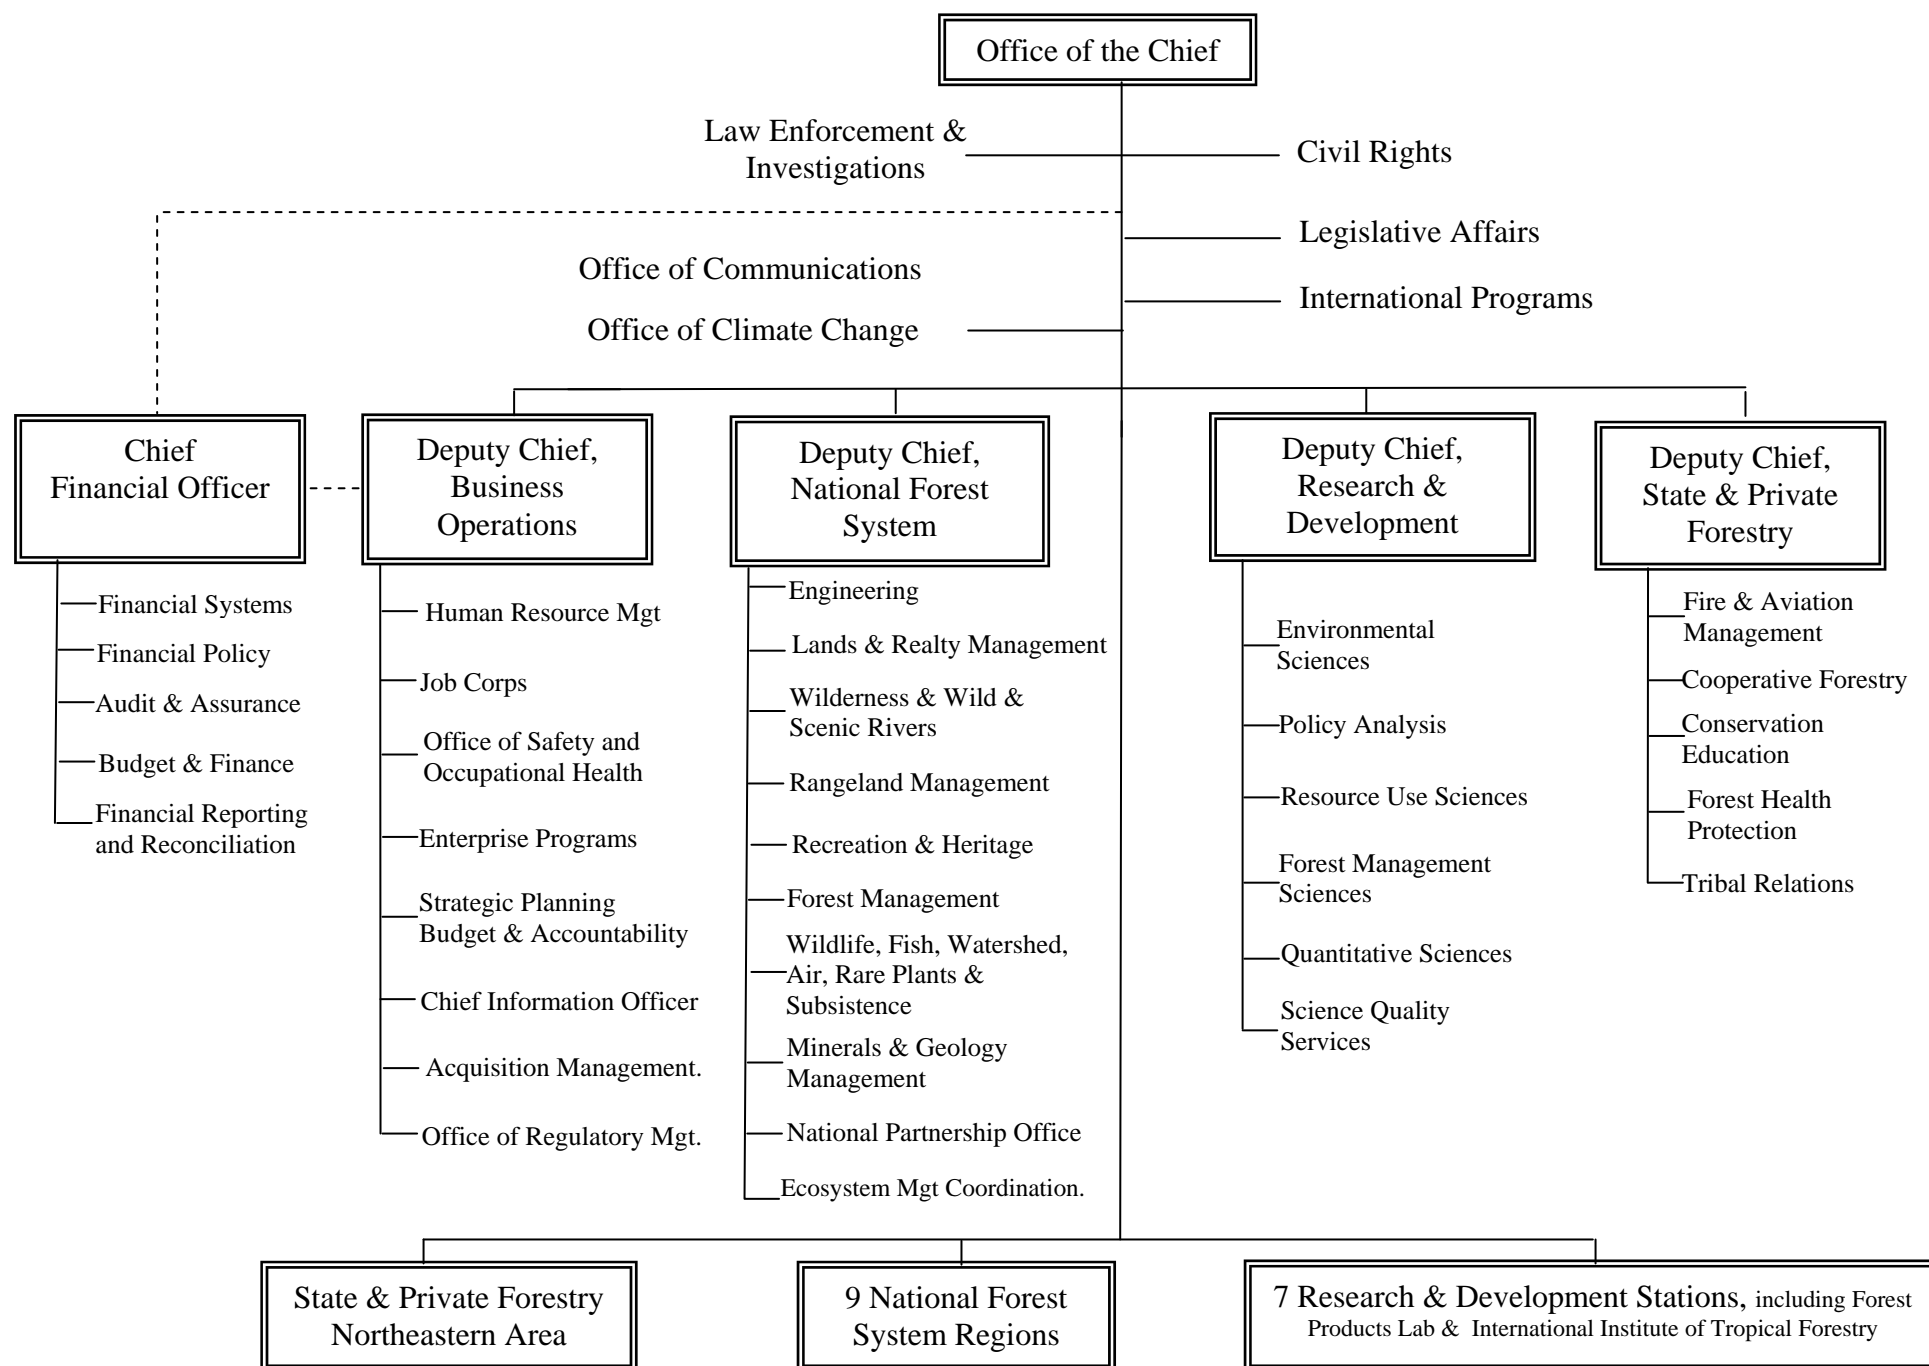 Office of the Chief
Law Enforcement &
Investigations
Civil Rights
Legislative Affairs
Office of Communications
International Programs
Office of Climate Change
Chief
Financial Officer
Deputy Chief,
Business
Operations
Deputy Chief,
National Forest
System
Deputy Chief,
Research &
Development
Deputy Chief,
State & Private
Forestry
Financial Systems
Financial Policy
Audit & Assurance
Budget & Finance
Financial Reporting
and Reconciliation
Human Resource Mgt
Job Corps
Office of Safety and
Occupational Health
Enterprise Programs
Strategic Planning
Budget & Accountability
Chief Information Officer
Acquisition Management.
Office of Regulatory Mgt.
Engineering
Lands & Realty Management
Wilderness & Wild &
Scenic Rivers
Rangeland Management
Recreation & Heritage
Forest Management
Wildlife, Fish, Watershed,
Air, Rare Plants &
Subsistence
Minerals & Geology
Management
National Partnership Office
Ecosystem Mgt Coordination.
Environmental
Sciences
Policy Analysis
Resource Use Sciences
Forest Management
Sciences
Quantitative Sciences
Science Quality
Services
Fire & Aviation
Management
Cooperative Forestry
Conservation
Education
Forest Health
Protection
Tribal Relations
State & Private Forestry
Northeastern Area
9 National Forest
System Regions
7 Research & Development Stations, including Forest
Products Lab & International Institute of Tropical Forestry